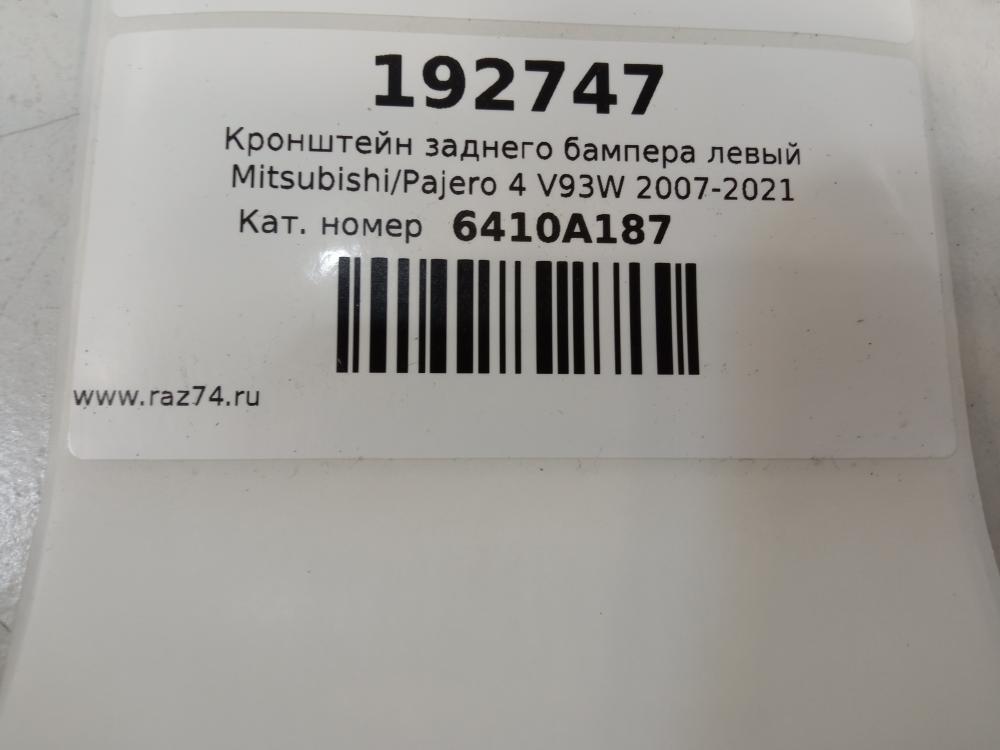 192747
Кронштейн заднего бампера левый
Mitsubishi/Pajero 4 V93W 2007-2021
Кат. номер 6410A187
www.raz74.ru